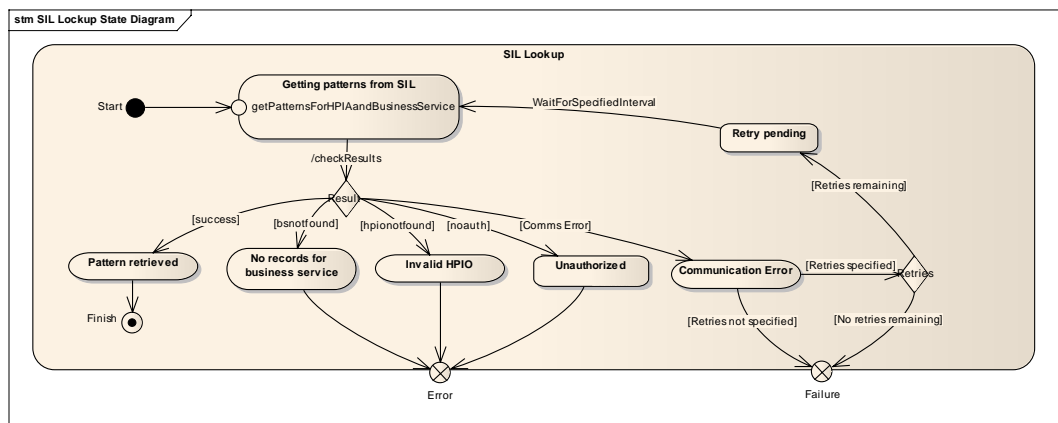 stm SIL Lockup State Diagram
SIL Lookup
Getting patterns from SIL
Start
getPatternsForHPIAandBusinessService
WaitForSpecifiedInterval
Retry pending
/checkResults
[Retries remaining]
Result
[success]
[bsnotfound]
[hpionotfound]
[noauth]
[Comms Error]
Pattern retrieved
No records for
business service
Invalid HPIO
Unauthorized
Communication Error
[Retries specified]
Retries
Finish
[Retries not specified]
[No retries remaining]
Error
Failure